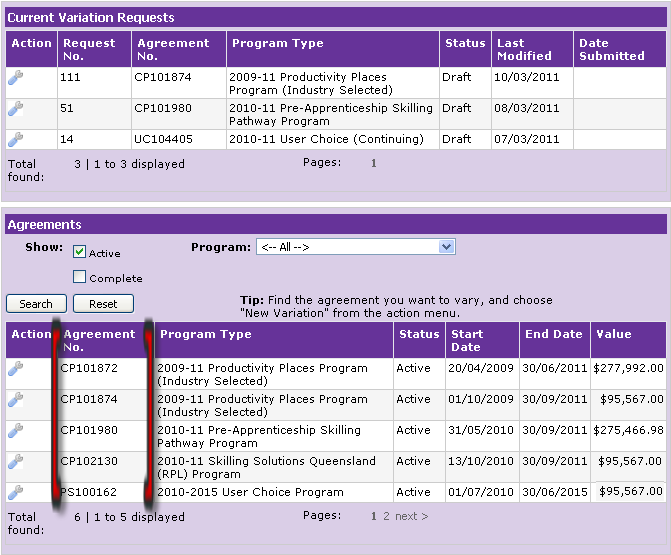 Current Variation Requests
Action Request No. Agreement No. Program Type Status Last Modified Date Submitted
111 CP101874 2009-11 Productivity Places Program (Industry Selected) Draft 10/03/2011
51 CP101980 2010-11 Pre-Apprenticeship Skilling Pathway Program Draft 08/03/2011
14 UC104405 2010-11 User Choice (Continuing) Draft 07/03/2011
Total found: 3 | 1 to 3 displayed Pages: 1
Agreements
Show: Active Program: <-- All -->
Complete
Search Reset Tip: Find the agreement you want to vary, and choose
"New Variation" from the action menu.
Action Agreement No. Program Type Status Start Date End Date Value
CP101872 2009-11 Productivity Places Program (Industry Selected) Active 20/04/2009 30/06/2011 $277,992.00
CP101874 2009-11 Productivity Places Program (Industry Selected) Active 01/10/2009 30/09/2011 $95,567.00
CP101980 2010-11 Pre-Apprenticeship Skilling Pathway Program Active 31/05/2010 30/09/2011 $275,466.98
CP102130 2010-11 Skilling Solutions Queensland (RPL) Program Active 13/10/2010 30/09/2011 $95,567.00
PS100162 2010-2015 User Choice Program Active 01/07/2010 30/06/2015 $95,567.00
Total found: 6 | 1 to 5 displayed Pages: 1 2 next >